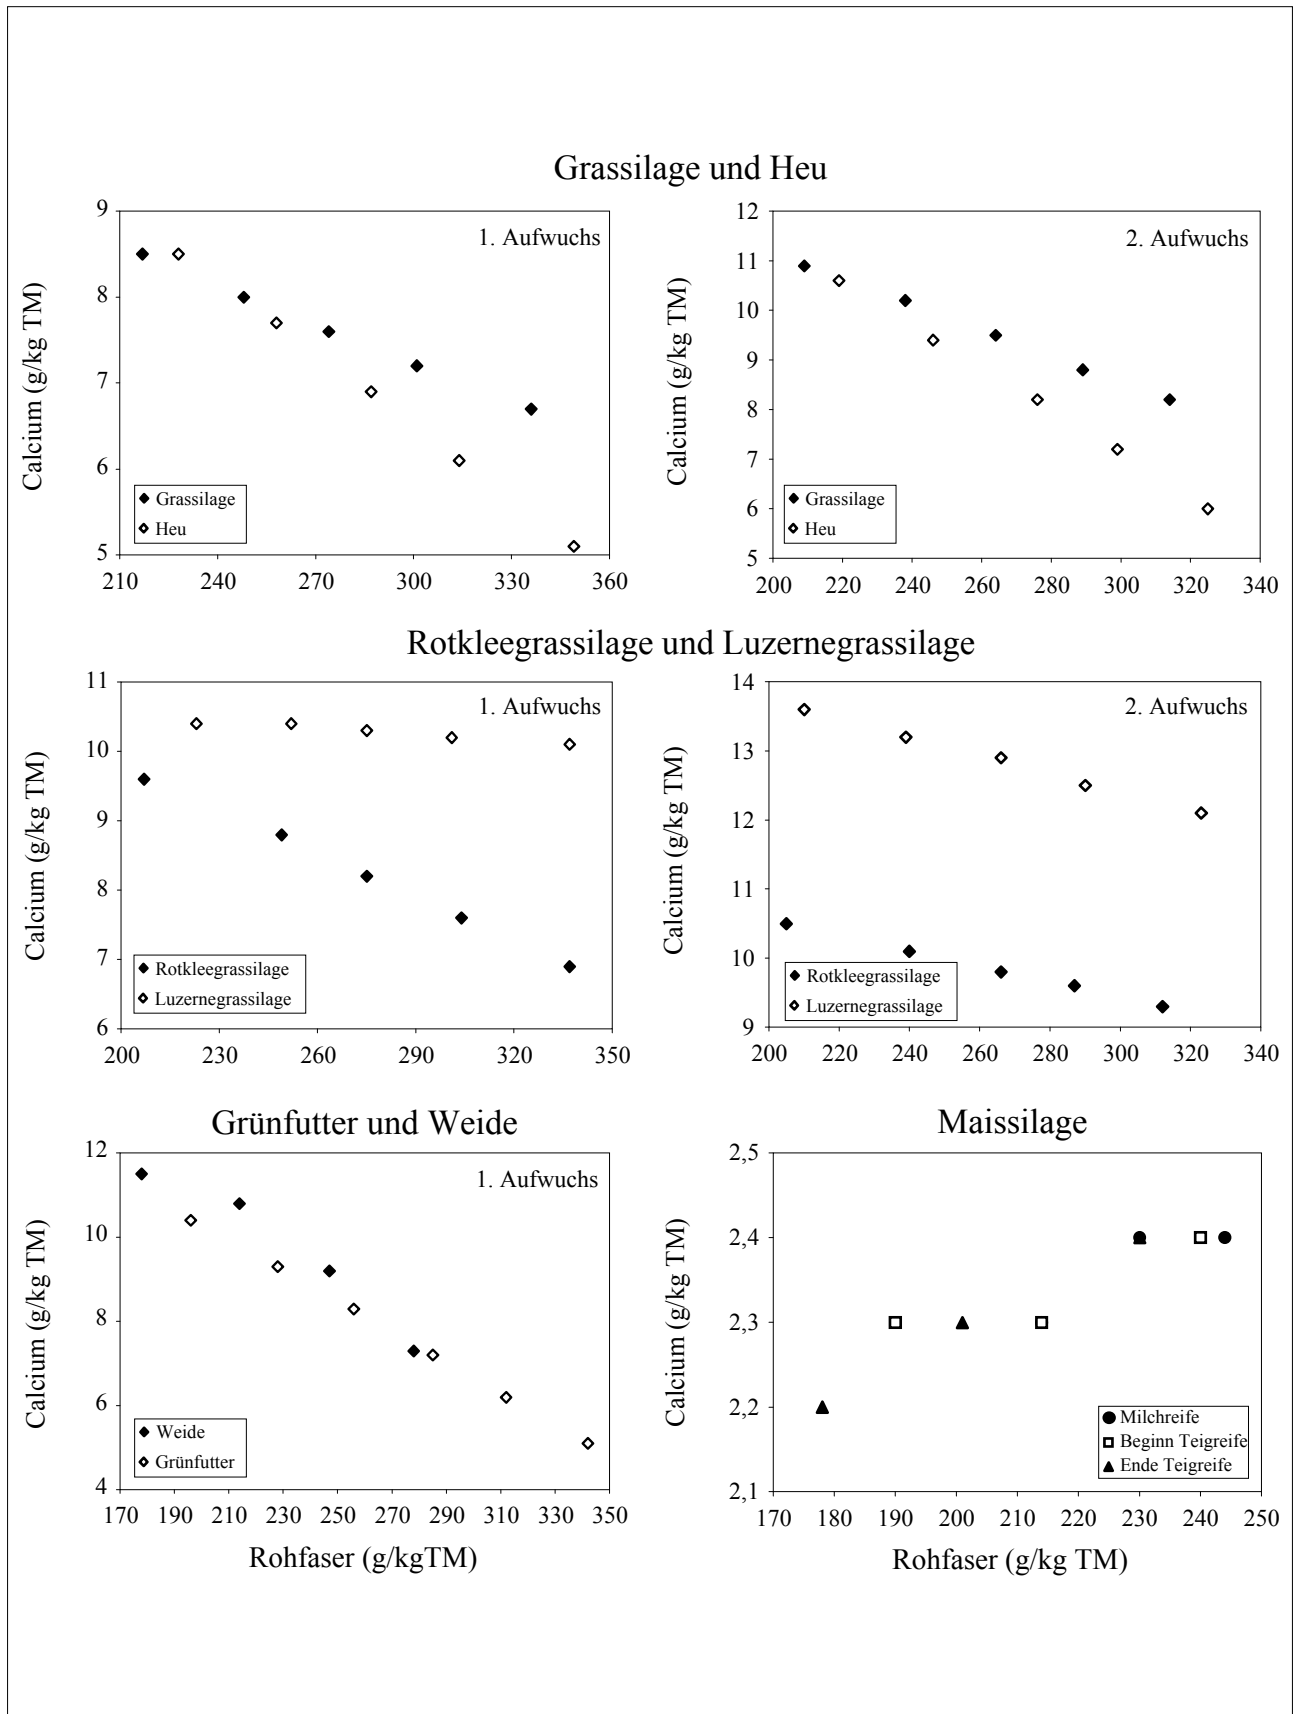 Grassilage und Heu
9
8
7
6
5
Calcium (g/kg TM)
1. Aufwuchs
Grassilage
Heu
210 240 270 300 330 360
12
11
10
9
8
7
6
5
Calcium (g/kg TM)
2. Aufwuchs
Grassilage
Heu
200 220 240 260 280 300 320 340
Rotkleegrassilage und Luzernegrassilage
11
10
9
8
7
6
Calcium (g/kg TM)
1. Aufwuchs
Rotkleegrassilage
Luzernegrassilage
200 230 260 290 320 350
14
13
12
11
10
9
Calcium (g/kg TM)
2. Aufwuchs
Rotkleegrassilage
Luzernegrassilage
200 220 240 260 280 300 320 340
Grünfutter und Weide
12
10
8
6
4
Calcium (g/kg TM)
1. Aufwuchs
Weide
Grünfutter
170 190 210 230 250 270 290 310 330 350
Rohfaser (g/kgTM)
Maissilage
2,5
2,4
2,3
2,2
2,1
Calcium (g/kg TM)
Milchreife
Beginn Teigreife
Ende Teigreife
170 180 190 200 210 220 230 240 250
Rohfaser (g/kg TM)